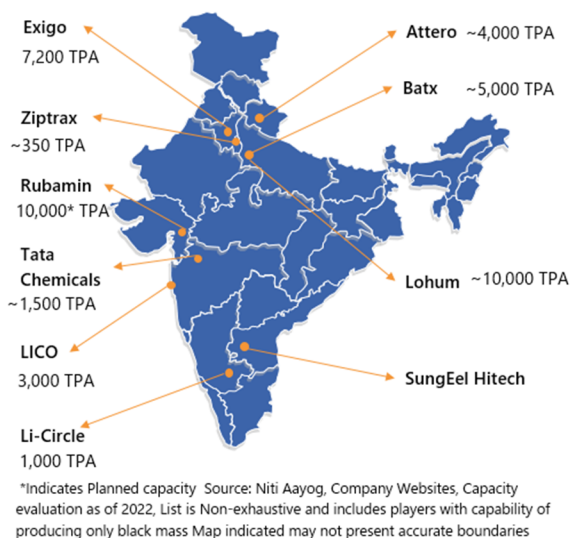 Exigo
7,200 TPA
Ziptrax
~350 TPA
Rubamin
10,000* TPA
Tata
Chemicals
~1,500 TPA
LICO
3,000 TPA
Li-Circle
1,000 TPA
Attero ~4,000 TPA
Batx ~5,000 TPA
Lohum ~10,000 TPA
SungEel Hitech
*Indicates Planned capacity Source: Niti Aayog, Company Websites, Capacity
evaluation as of 2022, List is Non-exhaustive and includes players with capability of
producing only black mass Map indicated may not present accurate boundaries